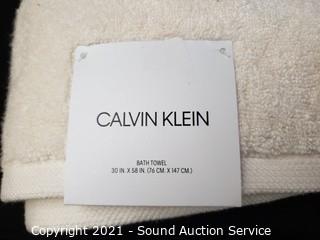 CALVIN KLEIN
BATH TOWEL
30 IN. X 58 IN. (76 CM. X 147 CM.)
Copyright 2021 - Sound Auction Service